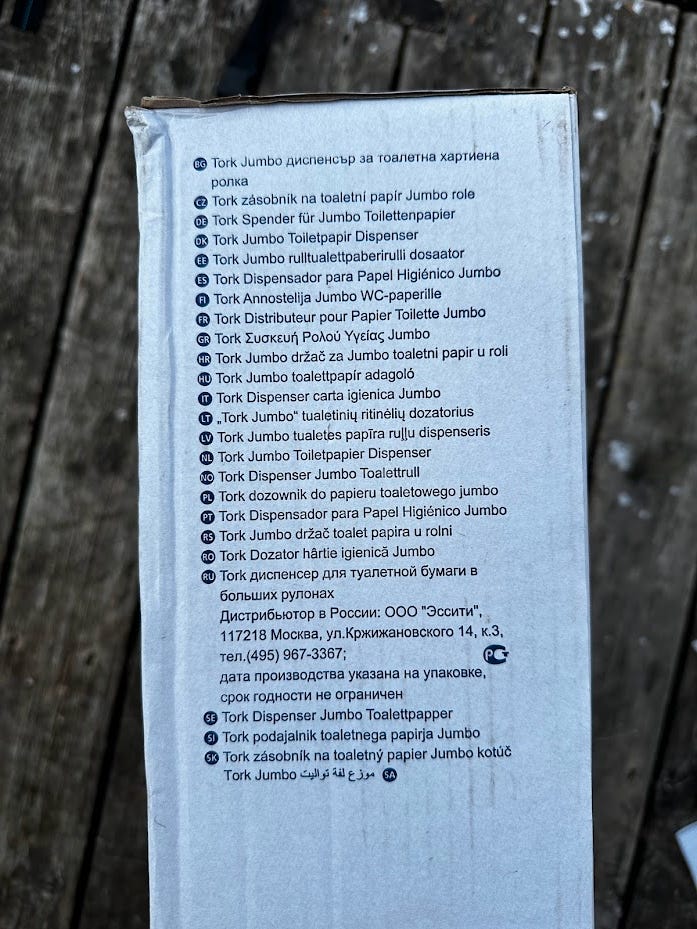 BG Tork Jumbo диспенсър за тоалетна хартиена
ролка
CZ Tork zásobník na toaletní papír Jumbo role
DE Tork Spender für Jumbo Toilettenpapier
DK Tork Jumbo Toiletpapir Dispenser
EE Tork Jumbo rulltualettpaberirulli dosaator
ES Tork Dispensador para Papel Higiénico Jumbo
FI Tork Annostelija Jumbo WC-paperille
FR Tork Distributeur pour Papier Toilette Jumbo
GR Tork Συσκευή Ρολού Υγείας Jumbo
HR Tork Jumbo držač za Jumbo toaletni papir u roli
HU Tork Jumbo toalettpapír adagoló
IT Tork Dispenser carta igienica Jumbo
LT „Tork Jumbo“ tualetinių ritinėlių dozatorius
LV Tork Jumbo tualetes papīra ruļļu dispenseris
NL Tork Jumbo Toiletpapier Dispenser
NO Tork Dispenser Jumbo Toalettrull
PL Tork dozownik do papieru toaletowego jumbo
PT Tork Dispensador para Papel Higiénico Jumbo
RS Tork Jumbo držač toalet papira u rolni
RO Tork Dozator hârtie igienică Jumbo
RU Tork диспенсер для туалетной бумаги в
больших рулонах
Дистрибьютор в России: ООО "Эссити",
117218 Москва, ул.Кржижановского 14, к.3,
тел.(495) 967-3367;
РСТ
дата производства указана на упаковке,
срок годности не ограничен
SE Tork Dispenser Jumbo Toalettpapper
SI Tork podajalnik toaletnega papirja Jumbo
SK Tork zásobník na toaletný papier Jumbo kotúč
Tork Jumbo موزع لفة تواليت SA